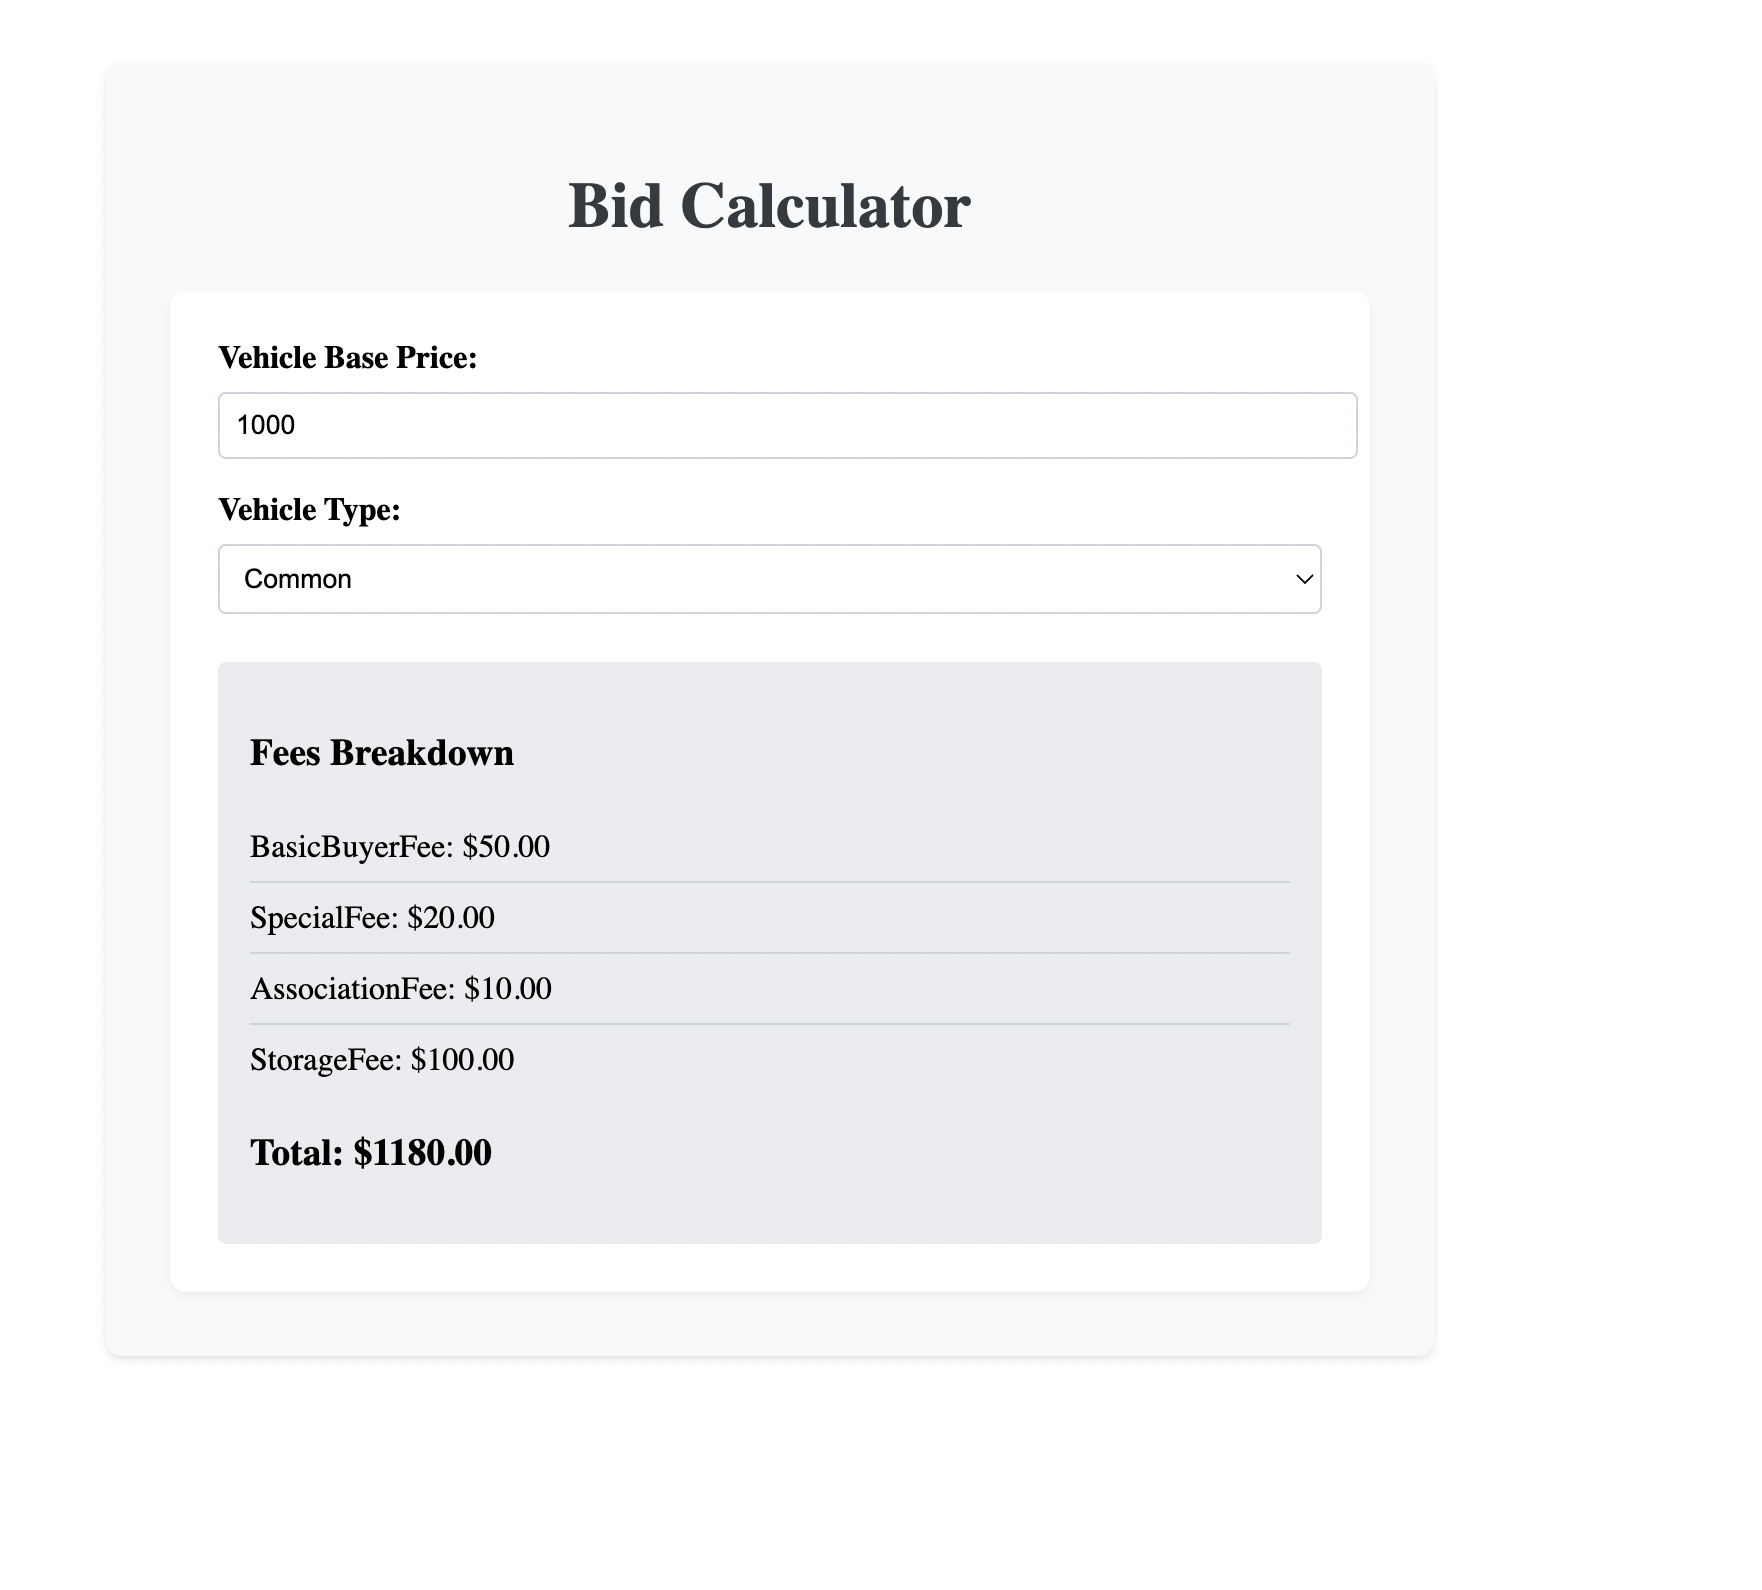 Bid Calculator
Vehicle Base Price:
1000
Vehicle Type:
Common
Fees Breakdown
BasicBuyerFee: $50.00
SpecialFee: $20.00
AssociationFee: $10.00
StorageFee: $100.00
Total: $1180.00